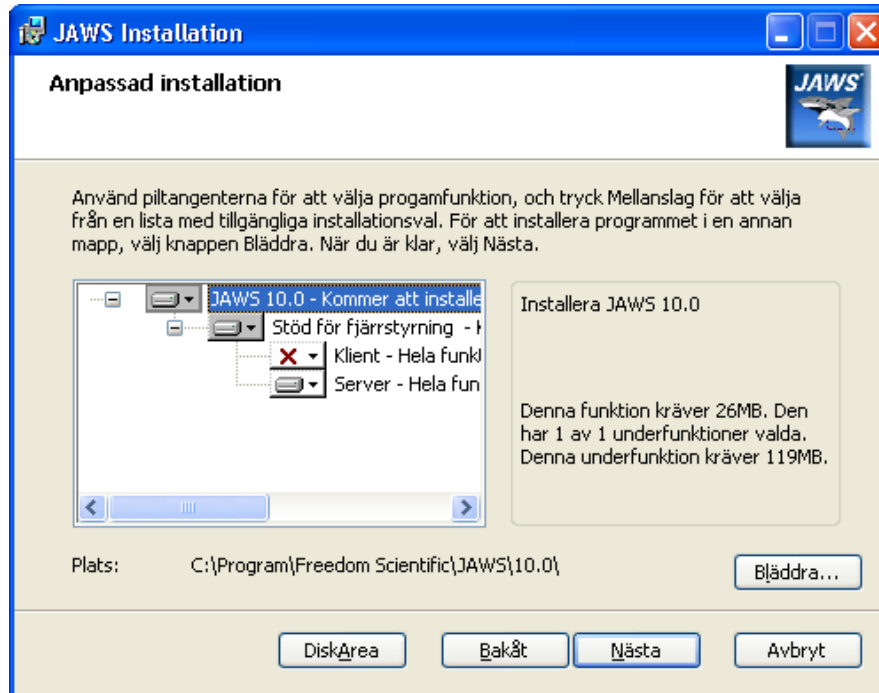 JAWS Installation
Anpassad installation
JAWS
Använd piltangenterna för att välja progamfunktion, och tryck Mellanslag för att välja
från en lista med tillgängliga installationsval. För att installera programmet i en annan
mapp, välj knappen Bläddra. När du är klar, välj Nästa.
JAWS 10.0 - Kommer att installe
Stöd för fjärrstyrning -
Klient - Hela funk
Server - Hela fun
Installera JAWS 10.0
Denna funktion kräver 26MB. Den
har 1 av 1 underfunktioner valda.
Denna underfunktion kräver 119MB.
Plats: C:\Program\Freedom Scientific\JAWS\10.0\
Bläddra...
DiskArea Bakåt Nästa Avbryt